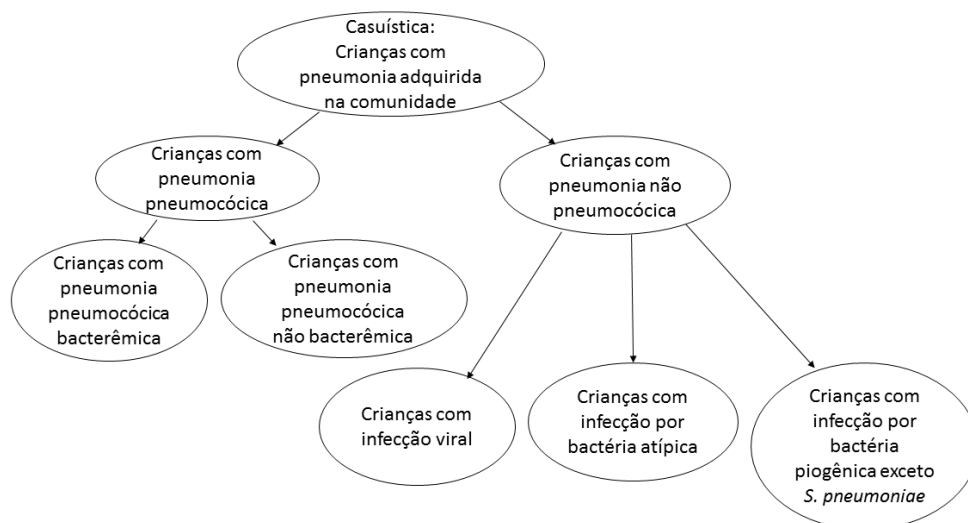 Casuística:
Crianças com
pneumonia adquirida
na comunidade
Crianças com
pneumonia
pneumocócica
Crianças com
pneumonia não
pneumocócica
Crianças com
pneumonia
pneumocócica
bacterêmica
Crianças com
pneumonia
pneumocócica
não bacterêmica
Crianças com
infecção viral
Crianças com
infecção por
bactéria atípica
Crianças com
infecção por
bactéria
piogênica exceto
S. pneumoniae